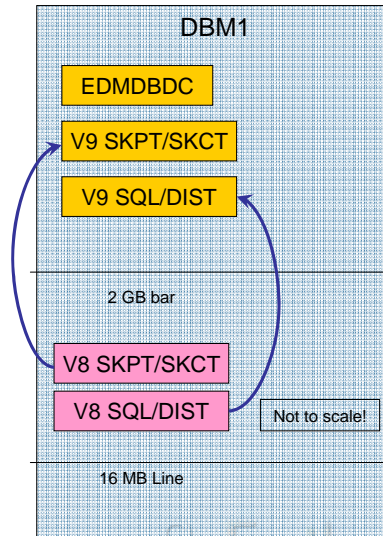 DBM1
EDMDBDC
V9 SKPT/SKCT
V9 SQL/DIST
2 GB bar
V8 SKPT/SKCT
V8 SQL/DIST
Not to scale!
16 MB Line